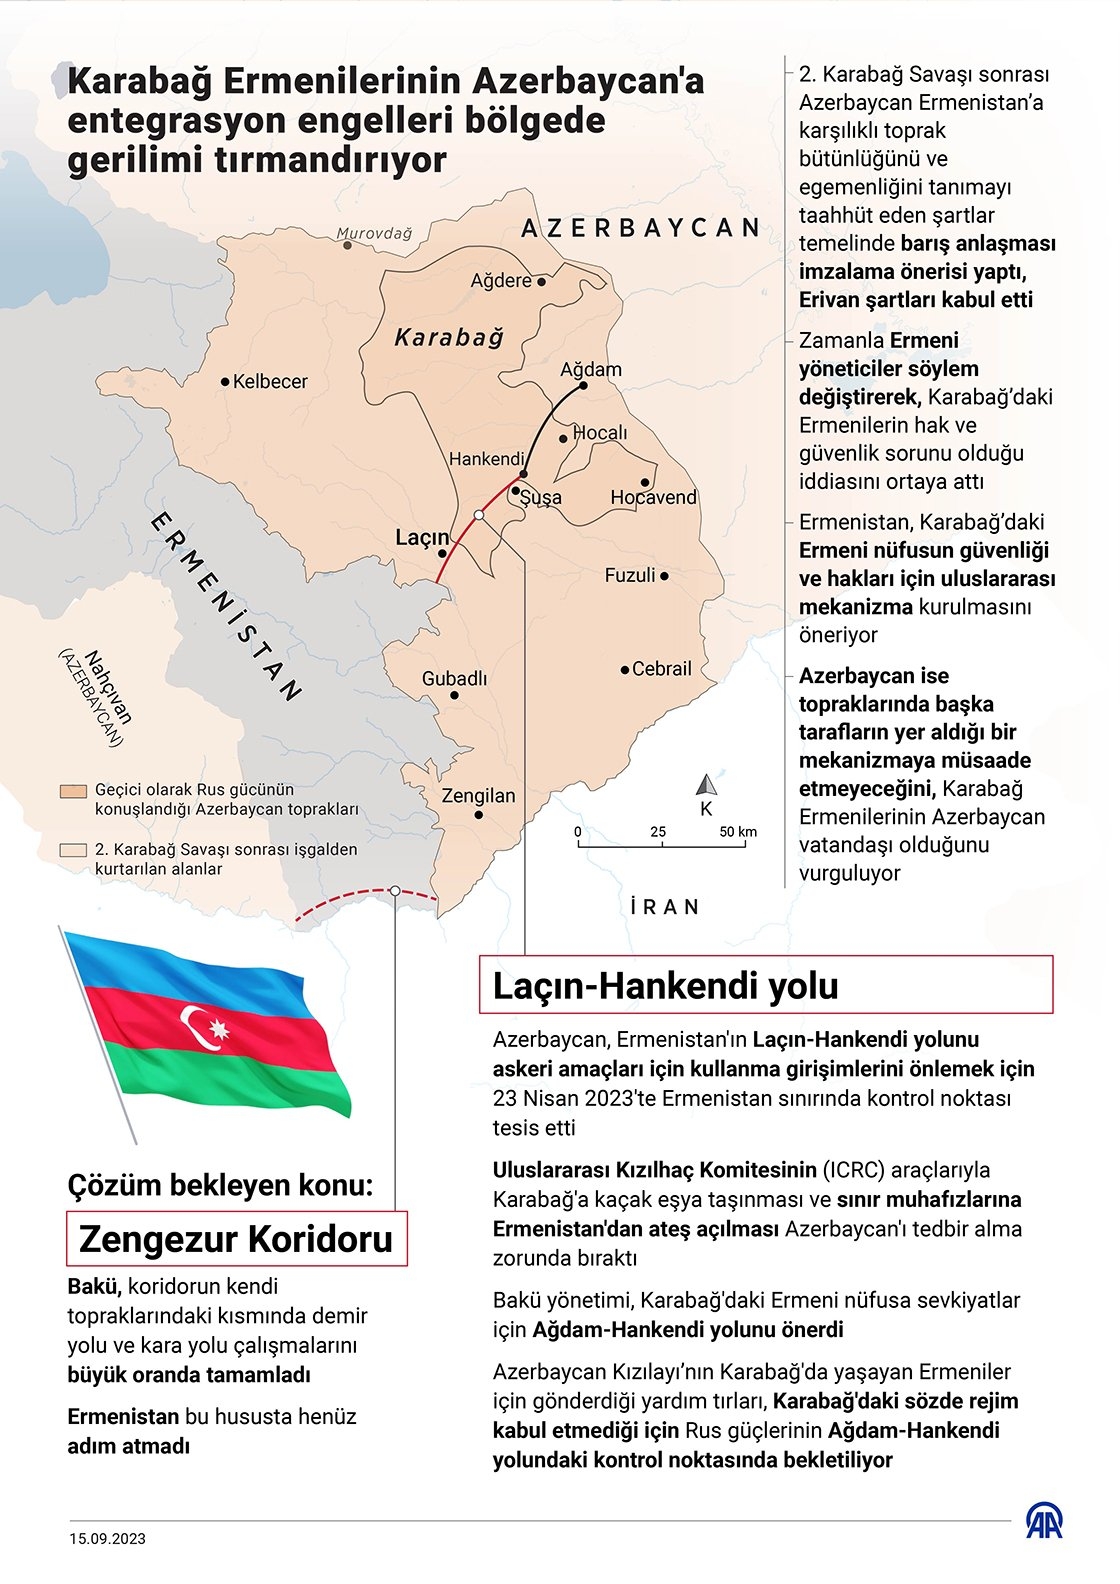 Karabağ Ermenilerinin Azerbaycan'a
entegrasyon engelleri bölgede
gerilimi tırmandırıyor
2. Karabağ Savaşı sonrası
Azerbaycan Ermenistan’a
karşılıklı toprak
bütünlüğünü ve
egemenliğini tanımayı
taahhüt eden şartlar
temelinde barış anlaşması
imzalama önerisi yaptı,
Erivan şartları kabul etti
Zamanla Ermeni
yöneticiler söylem
değiştirerek, Karabağ’daki
Ermenilerin hak ve
güvenlik sorunu olduğu
iddiasını ortaya attı
Ermenistan, Karabağ’daki
Ermeni nüfusun güvenliği
ve hakları için uluslararası
mekanizma kurulmasını
öneriyor
Azerbaycan ise
topraklarında başka
tarafların yer aldığı bir
mekanizmaya müsaade
etmeyeceğini, Karabağ
Ermenilerinin Azerbaycan
vatandaşı olduğunu
vurguluyor
AZERBAYCAN
Murovdağ
Ağdere
Karabağ
Ağdam
Kelbecer
Hocalı
Hankendi
Şuşa
Hocavend
Laçın
ERMENİSTAN
Fuzuli
Cebrail
Gubadlı
Nahçıvan
(AZERBAYCAN)
Zengilan
K
0 25 50 km
İRAN
Geçici olarak Rus gücünün
konuşlandığı Azerbaycan toprakları
2. Karabağ Savaşı sonrası işgalden
kurtarılan alanlar
Laçın-Hankendi yolu
Azerbaycan, Ermenistan'ın Laçın-Hankendi yolunu
askeri amaçları için kullanma girişimlerini önlemek için
23 Nisan 2023'te Ermenistan sınırında kontrol noktası
tesis etti
Uluslararası Kızılhaç Komitesinin (ICRC) araçlarıyla
Karabağ'a kaçak eşya taşınması ve sınır muhafızlarına
Ermenistan'dan ateş açılması Azerbaycan'ı tedbir alma
zorunda bıraktı
Bakü yönetimi, Karabağ'daki Ermeni nüfusa sevkiyatlar
için Ağdam-Hankendi yolunu önerdi
Azerbaycan Kızılayı’nın Karabağ'da yaşayan Ermeniler
için gönderdiği yardım tırları, Karabağ'daki sözde rejim
kabul etmediği için Rus güçlerinin Ağdam-Hankendi
yolundaki kontrol noktasında bekletiliyor
Çözüm bekleyen konu:
Zengezur Koridoru
Bakü, koridorun kendi
topraklarındaki kısmında demir
yolu ve kara yolu çalışmalarını
büyük oranda tamamladı
Ermenistan bu hususta henüz
adım atmadı
15.09.2023
AA